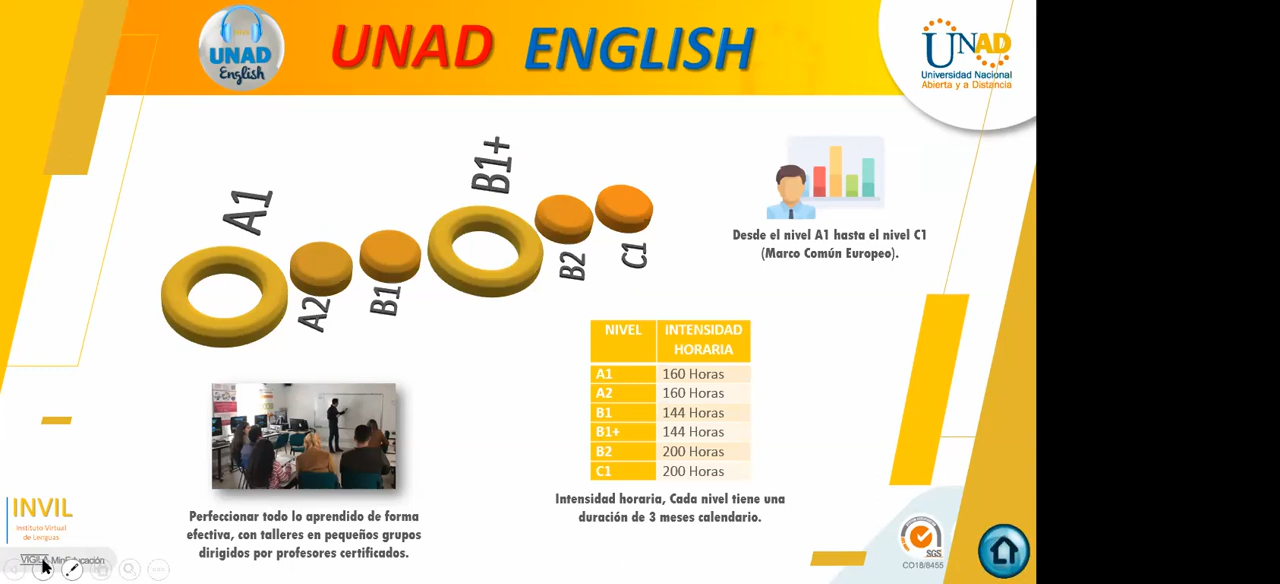 UNAD
English
UNAD ENGLISH
UNAD
Universidad Nacional
Abierta y a Distancia
A1
A2
B1
B1+
B2
C1
Desde el nivel A1 hasta el nivel C1
(Marco Común Europeo).
NIVEL INTENSIDAD
HORARIA
A1 160 Horas
A2 160 Horas
B1 144 Horas
B1+ 144 Horas
B2 200 Horas
C1 200 Horas
Intensidad horaria, Cada nivel tiene una
duración de 3 meses calendario.
Perfeccionar todo lo aprendido de forma
efectiva, con talleres en pequeños grupos
dirigidos por profesores certificados.
INVIL
Instituto Virtual
de Lenguas
VIGILA MinEducación
SGS
CO18/8455